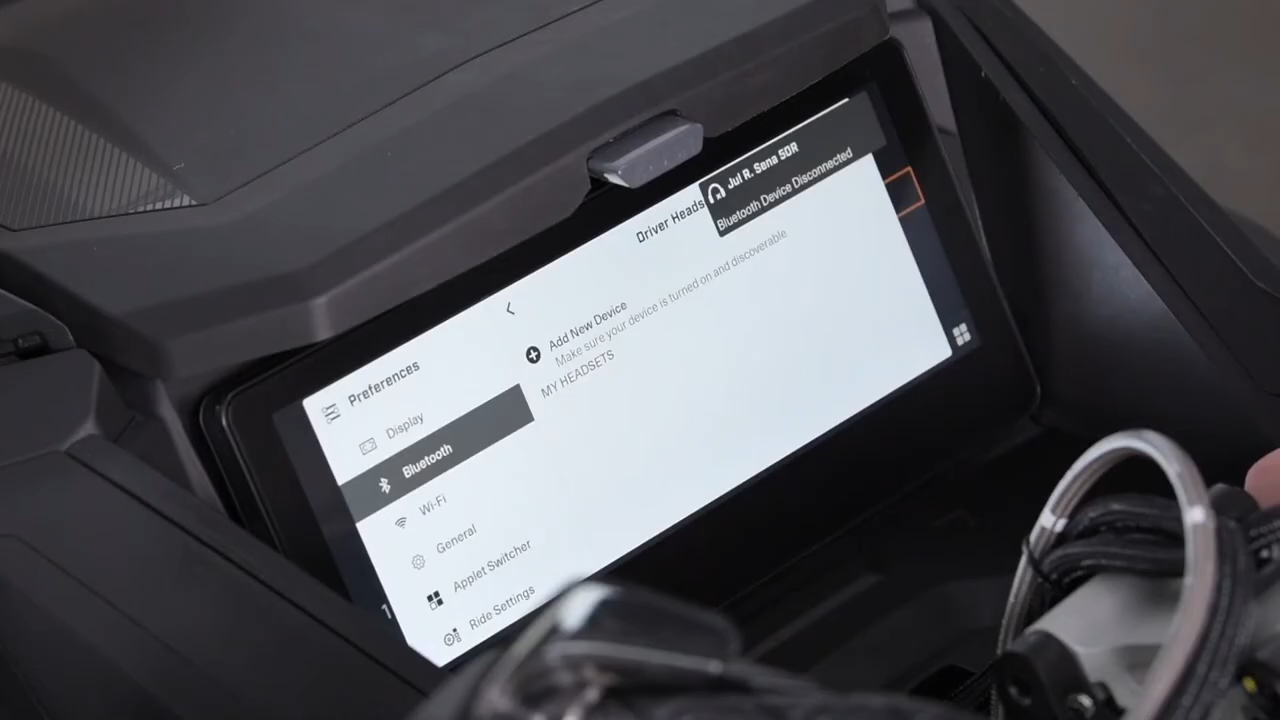 Jul R. Sena 50R
Bluetooth Device Disconnected
Driver Heads
Add New Device
Make sure your device is turned on and discoverable
MY HEADSETS
Preferences
Display
Bluetooth
Wi-Fi
General
Applet Switcher
Ride Settings
1